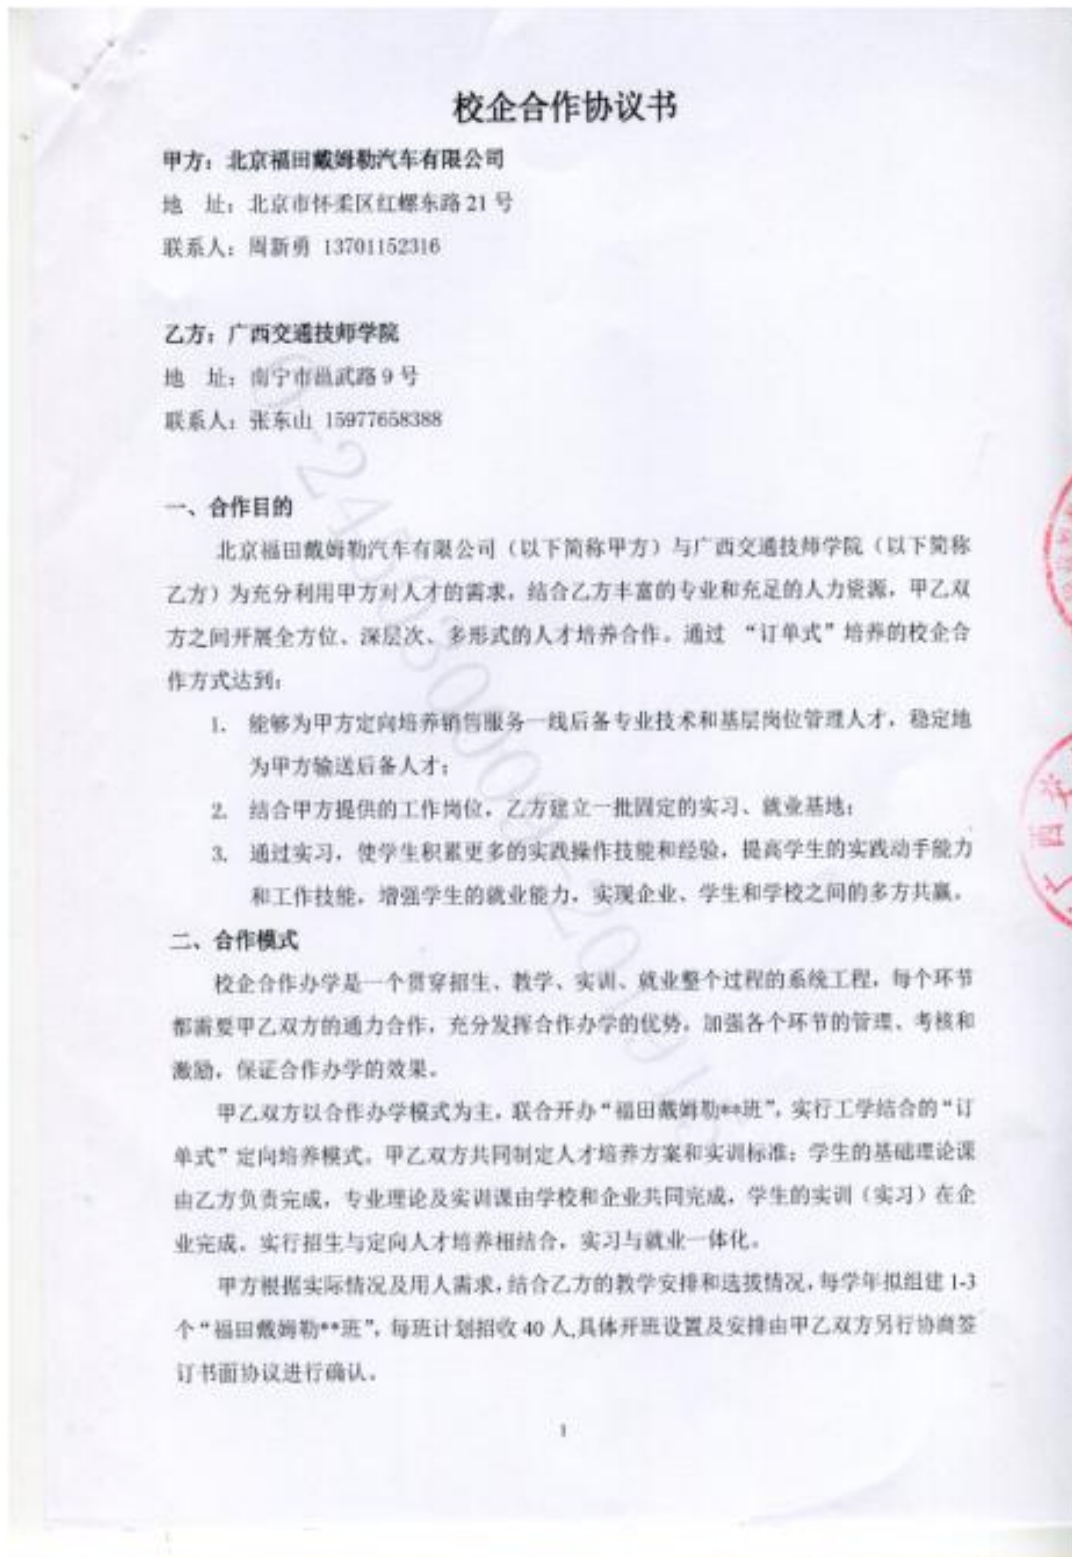 校企合作协议书
甲方：北京福田戴姆勒汽车有限公司
地 址：北京市怀柔区红螺东路 21 号
联系人：周新勇 13701152316
乙方：广西交通技师学院
地 址：南宁市邕武路 9 号
联系人：张东山 15977658388
一、合作目的
北京福田戴姆勒汽车有限公司（以下简称甲方）与广西交通技师学院（以下简称
乙方）为充分利用甲方对人才的需求，结合乙方丰富的专业和充足的人力资源，甲乙双
方之间开展全方位、深层次、多形式的人才培养合作。通过 “订单式”培养的校企合
作方式达到：
1. 能够为甲方定向培养销售服务一线后备专业技术和基层岗位管理人才，稳定地
为甲方输送后备人才；
2. 结合甲方提供的工作岗位，乙方建立一批固定的实习、就业基地；
3. 通过实习，使学生积累更多的实践操作技能和经验，提高学生的实践动手能力
和工作技能，增强学生的就业能力，实现企业、学生和学校之间的多方共赢。
二、合作模式
校企合作办学是一个贯穿招生、教学、实训、就业整个过程的系统工程，每个环节
都需要甲乙双方的通力合作，充分发挥合作办学的优势，加强各个环节的管理、考核和
激励，保证合作办学的效果。
甲乙双方以合作办学模式为主，联合开办“福田戴姆勒**班”，实行工学结合的“订
单式”定向培养模式。甲乙双方共同制定人才培养方案和实训标准；学生的基础理论课
由乙方负责完成，专业理论及实训课由学校和企业共同完成，学生的实训（实习）在企
业完成。实行招生与定向人才培养相结合，实习与就业一体化。
甲方根据实际情况及用人需求，结合乙方的教学安排和选拔情况，每学年拟组建 1-3
个“福田戴姆勒**班”，每班计划招收 40 人,具体开班设置及安排由甲乙双方另行协商签
订书面协议进行确认。
1